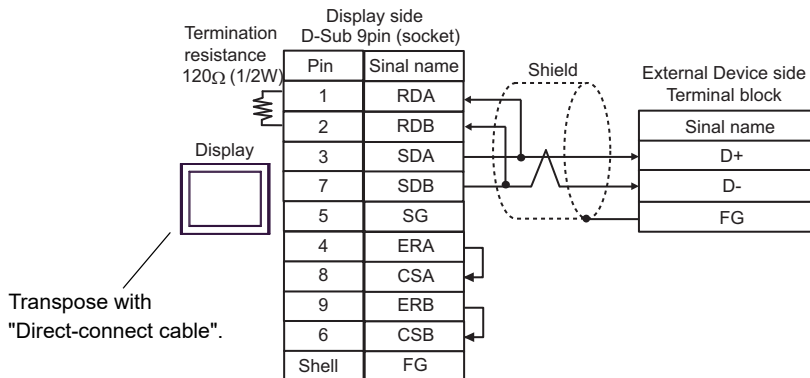 Display side
D-Sub 9pin (socket)
Termination
resistance
120Ω (1/2W)
Pin Sinal name
1 RDA
2 RDB
3 SDA
7 SDB
5 SG
4 ERA
8 CSA
9 ERB
6 CSB
Shell FG
Shield
External Device side
Terminal block
Sinal name
D+
D-
FG
Display
Transpose with
"Direct-connect cable".